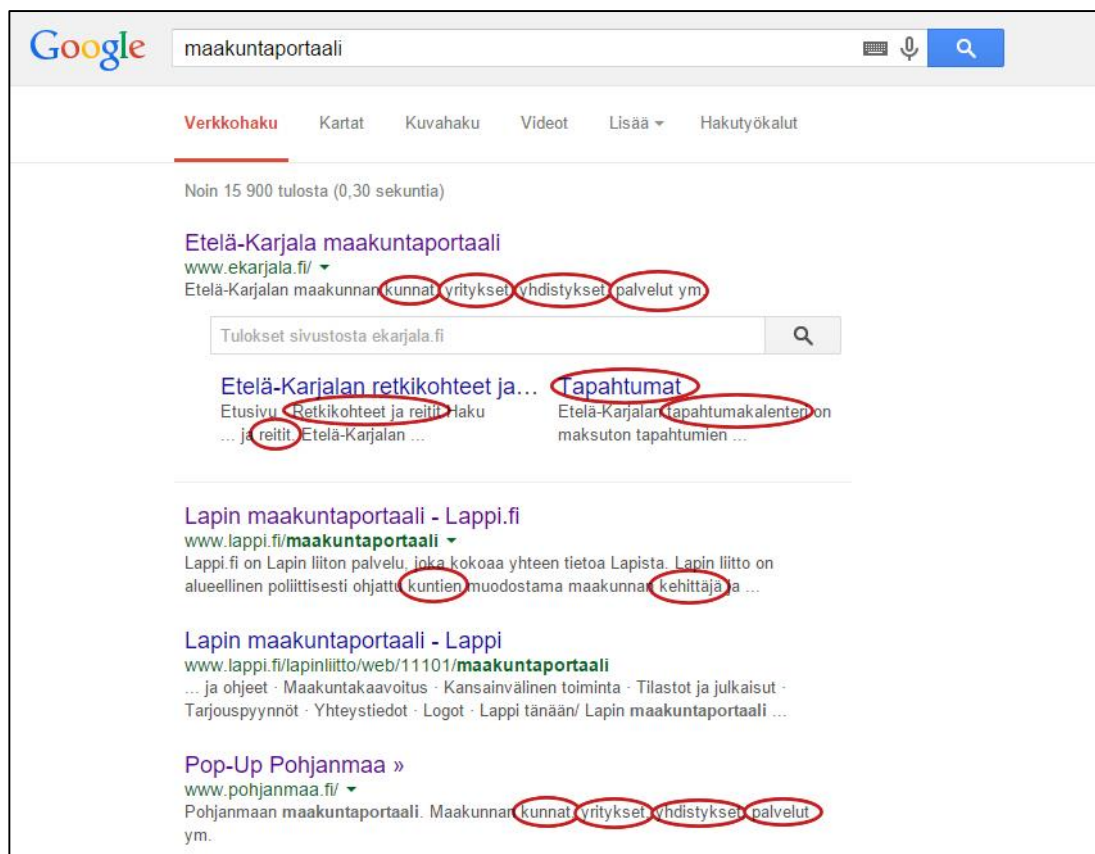 Google
maakuntaportaali
Verkkohaku Kartat Kuvahaku Videot Lisää Hakutyökalut
Noin 15 900 tulosta (0,30 sekuntia)
Etelä-Karjala maakuntaportaali
www.ekarjala.fi/
Etelä-Karjalan maakunnan kunnat, yritykset, yhdistykset, palvelut ym.
Tulokset sivustosta ekarjala.fi
Etelä-Karjalan retkikohteet ja…
Etusivu · Retkikohteet ja reitit. Haku
... ja reitit. Etelä-Karjalan ...
Tapahtumat
Etelä-Karjalan tapahtumakalenteri on
maksuton tapahtumien ...
Lapin maakuntaportaali - Lappi.fi
www.lappi.fi/maakuntaportaali
Lappi.fi on Lapin liiton palvelu, joka kokoaa yhteen tietoa Lapista. Lapin liitto on
alueellinen poliittisesti ohjattu kuntien muodostama maakunnan kehittäjä ja ...
Lapin maakuntaportaali - Lappi
www.lappi.fi/lapinliitto/web/11101/maakuntaportaali
... ja ohjeet · Maakuntakaavoitus · Kansainvälinen toiminta · Tilastot ja julkaisut ·
Tarjouspyynnöt · Yhteystiedot · Logot · Lappi tänään/ Lapin maakuntaportaali ...
Pop-Up Pohjanmaa »
www.pohjanmaa.fi/
Pohjanmaan maakuntaportaali. Maakunnan kunnat, yritykset, yhdistykset, palvelut
ym.